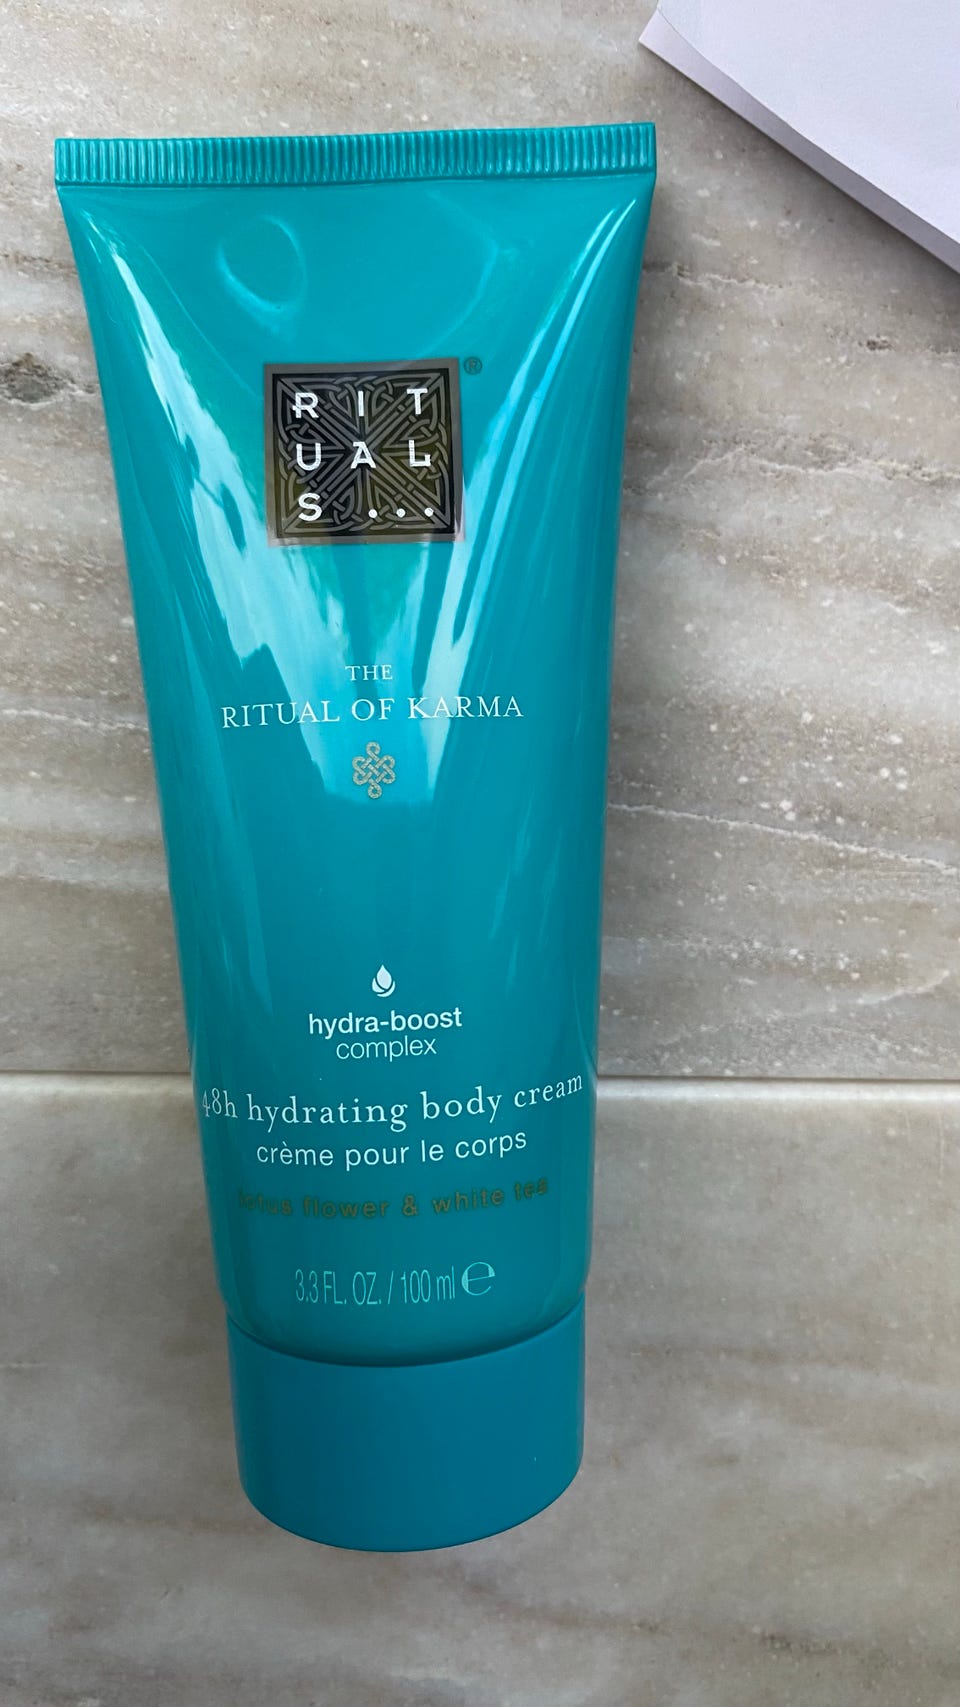 RIT
UAL
S...
®
THE
RITUAL OF KARMA
hydra-boost
complex
48h hydrating body cream
crème pour le corps
lotus flower & white tea
3.3 FL. OZ. / 100 ml ℮